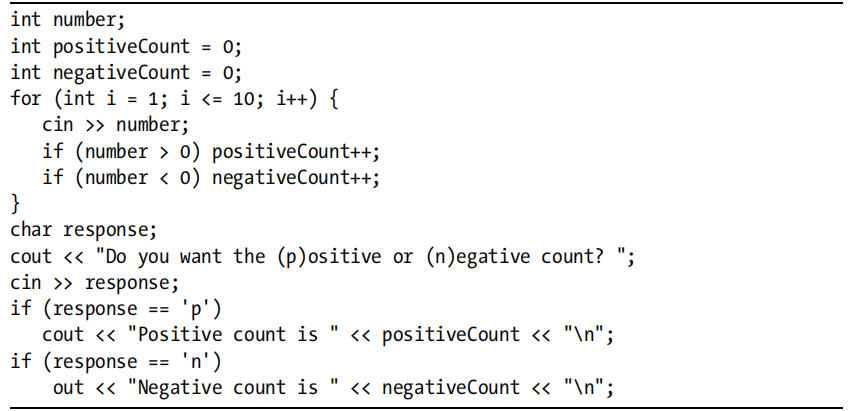 int number;
int positiveCount = 0;
int negativeCount = 0;
for (int i = 1; i <= 10; i++) {
   cin >> number;
   if (number > 0) positiveCount++;
   if (number < 0) negativeCount++;
}
char response;
cout << "Do you want the (p)ositive or (n)egative count? ";
cin >> response;
if (response == 'p')
   cout << "Positive count is " << positiveCount << "\n";
if (response == 'n')
    out << "Negative count is " << negativeCount << "\n";